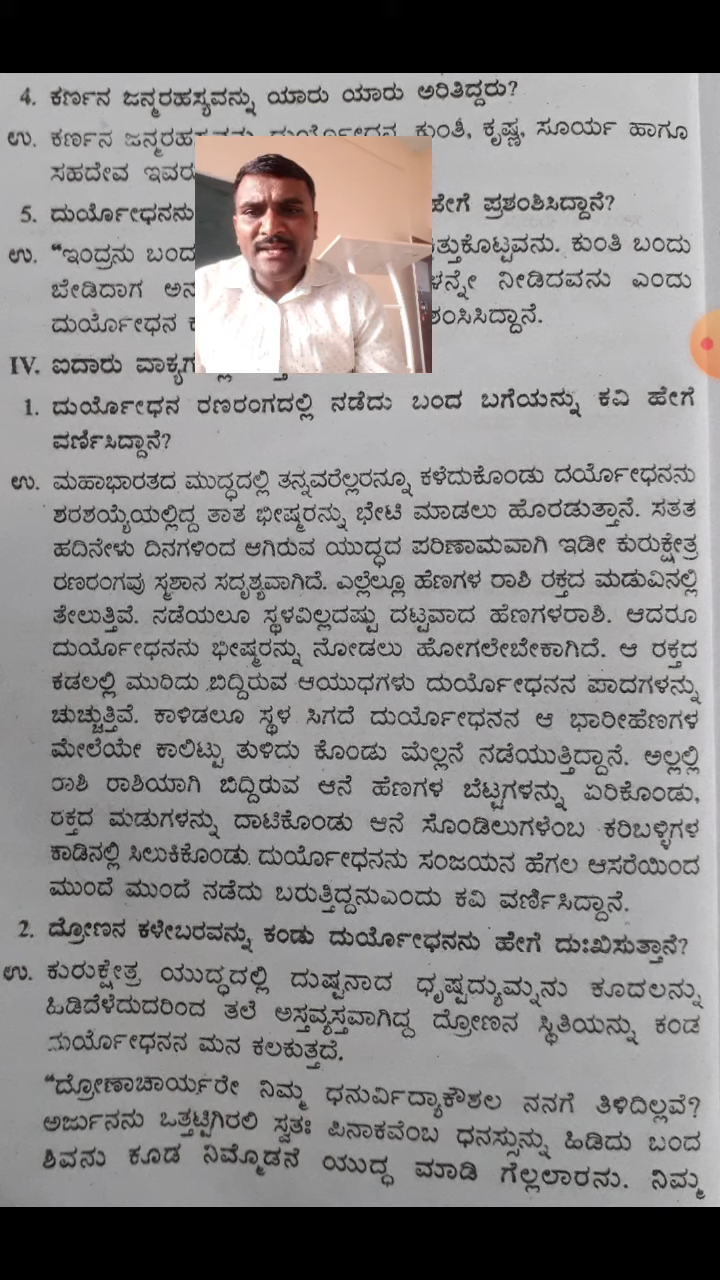 4. ಕರ್ಣನ ಜನ್ಮರಹಸ್ಯವನ್ನು ಯಾರು ಯಾರು ಅರಿತಿದ್ದರು?
ಉ. ಕರ್ಣನ ಕುಂತೀ, ಕೃಷ್ಣ, ಸೂರ್ಯ ಹಾಗೂ
ಸಹದೇವ
5. ದುರ್ಯೋಧನನು ಹೇಗೆ ಪ್ರಶಂಶಿಸಿದ್ದಾನೆ?
ಉ. "ಇಂದ್ರನು ಬಂದ ಕುಂತಿ ಬಂದು
ಬೇಡಿದಾಗ ನೀಡಿದವನು ಎಂದು
ದುರ್ಯೋಧನ
IV. ಐದಾರು
1. ದುರ್ಯೋಧನ ರಣರಂಗದಲ್ಲಿ ನಡೆದು ಬಂದ ಬಗೆಯನ್ನು ಕವಿ ಹೇಗೆ
ವರ್ಣಿಸಿದ್ದಾನೆ?
ಉ. ಮಹಾಭಾರತದ ಮುದ್ಧದಲ್ಲಿ ತನ್ನವರೆಲ್ಲರನ್ನೂ ಕಳೆದುಕೊಂಡು ದರ್ಯೋಧನನು
ಶರಶಯ್ಯೆಯಲ್ಲಿದ್ದ ತಾತ ಭೀಷ್ಮರನ್ನು ಭೇಟಿ ಮಾಡಲು ಹೊರಡುತ್ತಾನೆ. ಸತತ
ಹದಿನೇಳು ದಿನಗಳಿಂದ ಆಗಿರುವ ಯುದ್ಧದ ಪರಿಣಾಮವಾಗಿ ಇಡೀ ಕುರುಕ್ಷೇತ್ರ
ರಣರಂಗವು ಸ್ಮಶಾನ ಸದೃಶ್ಯವಾಗಿದೆ. ಎಲ್ಲೆಲ್ಲೂ ಹೆಣಗಳ ರಾಶಿ ರಕ್ತದ ಮಡುವಿನಲ್ಲಿ
ತೇಲುತ್ತಿವೆ. ನಡೆಯಲೂ ಸ್ಥಳವಿಲ್ಲದಷ್ಟು ದಟ್ಟವಾದ ಹೆಣಗಳರಾಶಿ. ಆದರೂ
ದುರ್ಯೋಧನನು ಭೀಷ್ಮರನ್ನು ನೋಡಲು ಹೋಗಲೇಬೇಕಾಗಿದೆ. ಆ ರಕ್ತದ
ಕಡಲಲ್ಲಿ ಮುರಿದು ಬಿದ್ದಿರುವ ಆಯುಧಗಳು ದುರ್ಯೋಧನನ ಪಾದಗಳನ್ನು
ಚುಚ್ಚುತ್ತಿವೆ. ಕಾಳಿಡಲೂ ಸ್ಥಳ ಸಿಗದೆ ದುರ್ಯೋಧನನ ಆ ಭಾರೀಹೆಣಗಳ
ಮೇಲೆಯೇ ಕಾಲಿಟ್ಟು ತುಳಿದು ಕೊಂಡು ಮೆಲ್ಲನೆ ನಡೆಯುತ್ತಿದ್ದಾನೆ. ಅಲ್ಲಲ್ಲಿ
ರಾಶಿ ರಾಶಿಯಾಗಿ ಬಿದ್ದಿರುವ ಆನೆ ಹೆಣಗಳ ಬೆಟ್ಟಗಳನ್ನು ಏರಿಕೊಂಡು,
ರಕ್ತದ ಮಡುಗಳನ್ನು ದಾಟಿಕೊಂಡು ಆನೆ ಸೊಂಡಿಲುಗಳೆಂಬ ಕರಿಬಳ್ಳಿಗಳ
ಕಾಡಿನಲ್ಲಿ ಸಿಲುಕಿಕೊಂಡು ದುರ್ಯೋಧನನು ಸಂಜಯನ ಹೆಗಲ ಆಸರೆಯಿಂದ
ಮುಂದೆ ಮುಂದೆ ನಡೆದು ಬರುತ್ತಿದ್ದನುಎಂದು ಕವಿ ವರ್ಣಿಸಿದ್ದಾನೆ.
2. ದ್ರೋಣನ ಕಳೇಬರವನ್ನು ಕಂಡು ದುರ್ಯೋಧನನು ಹೇಗೆ ದುಃಖಿಸುತ್ತಾನೆ?
ಉ. ಕುರುಕ್ಷೇತ್ರ ಯುದ್ಧದಲ್ಲಿ ದುಷ್ಟನಾದ ಧೃಷ್ಟದ್ಯುಮ್ನನು ಕೂದಲನ್ನು
ಹಿಡಿದೆಳೆದುದರಿಂದ ತಲೆ ಅಸ್ತವ್ಯಸ್ತವಾಗಿದ್ದ ದ್ರೋಣನ ಸ್ಥಿತಿಯನ್ನು ಕಂಡ
ದುರ್ಯೋಧನನ ಮನ ಕಲಕುತ್ತದೆ.
"ದ್ರೋಣಾಚಾರ್ಯರೇ ನಿಮ್ಮ ಧನುರ್ವಿದ್ಯಾಕೌಶಲ ನನಗೆ ತಿಳಿದಿಲ್ಲವೆ?
ಅರ್ಜುನನು ಒತ್ತಟ್ಟಿಗಿರಲಿ ಸ್ವತಃ ಪಿನಾಕವೆಂಬ ಧನಸ್ಸುನ್ನು ಹಿಡಿದು ಬಂದ
ಶಿವನು ಕೂಡ ನಿಮ್ಮೊಡನೆ ಯುದ್ಧ ಮಾಡಿ ಗೆಲ್ಲಲಾರನು. ನಿಮ್ಮ